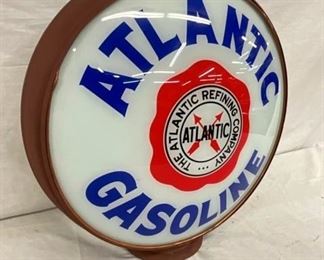 ATLANTIC
THE ATLANTIC REFINING
COMPANY ...
ATLANTIC
GASOLINE